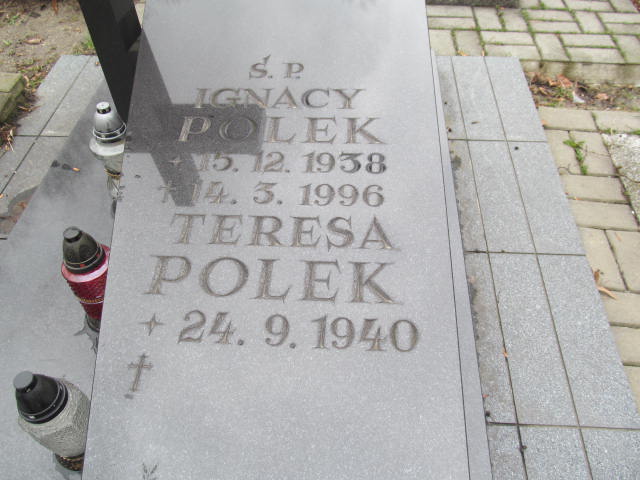 Ś.P.
IGNACY
POLEK
✦ 15. 12. 1938
† 14. 3. 1996
TERESA
POLEK
✦ 24. 9. 1940
†